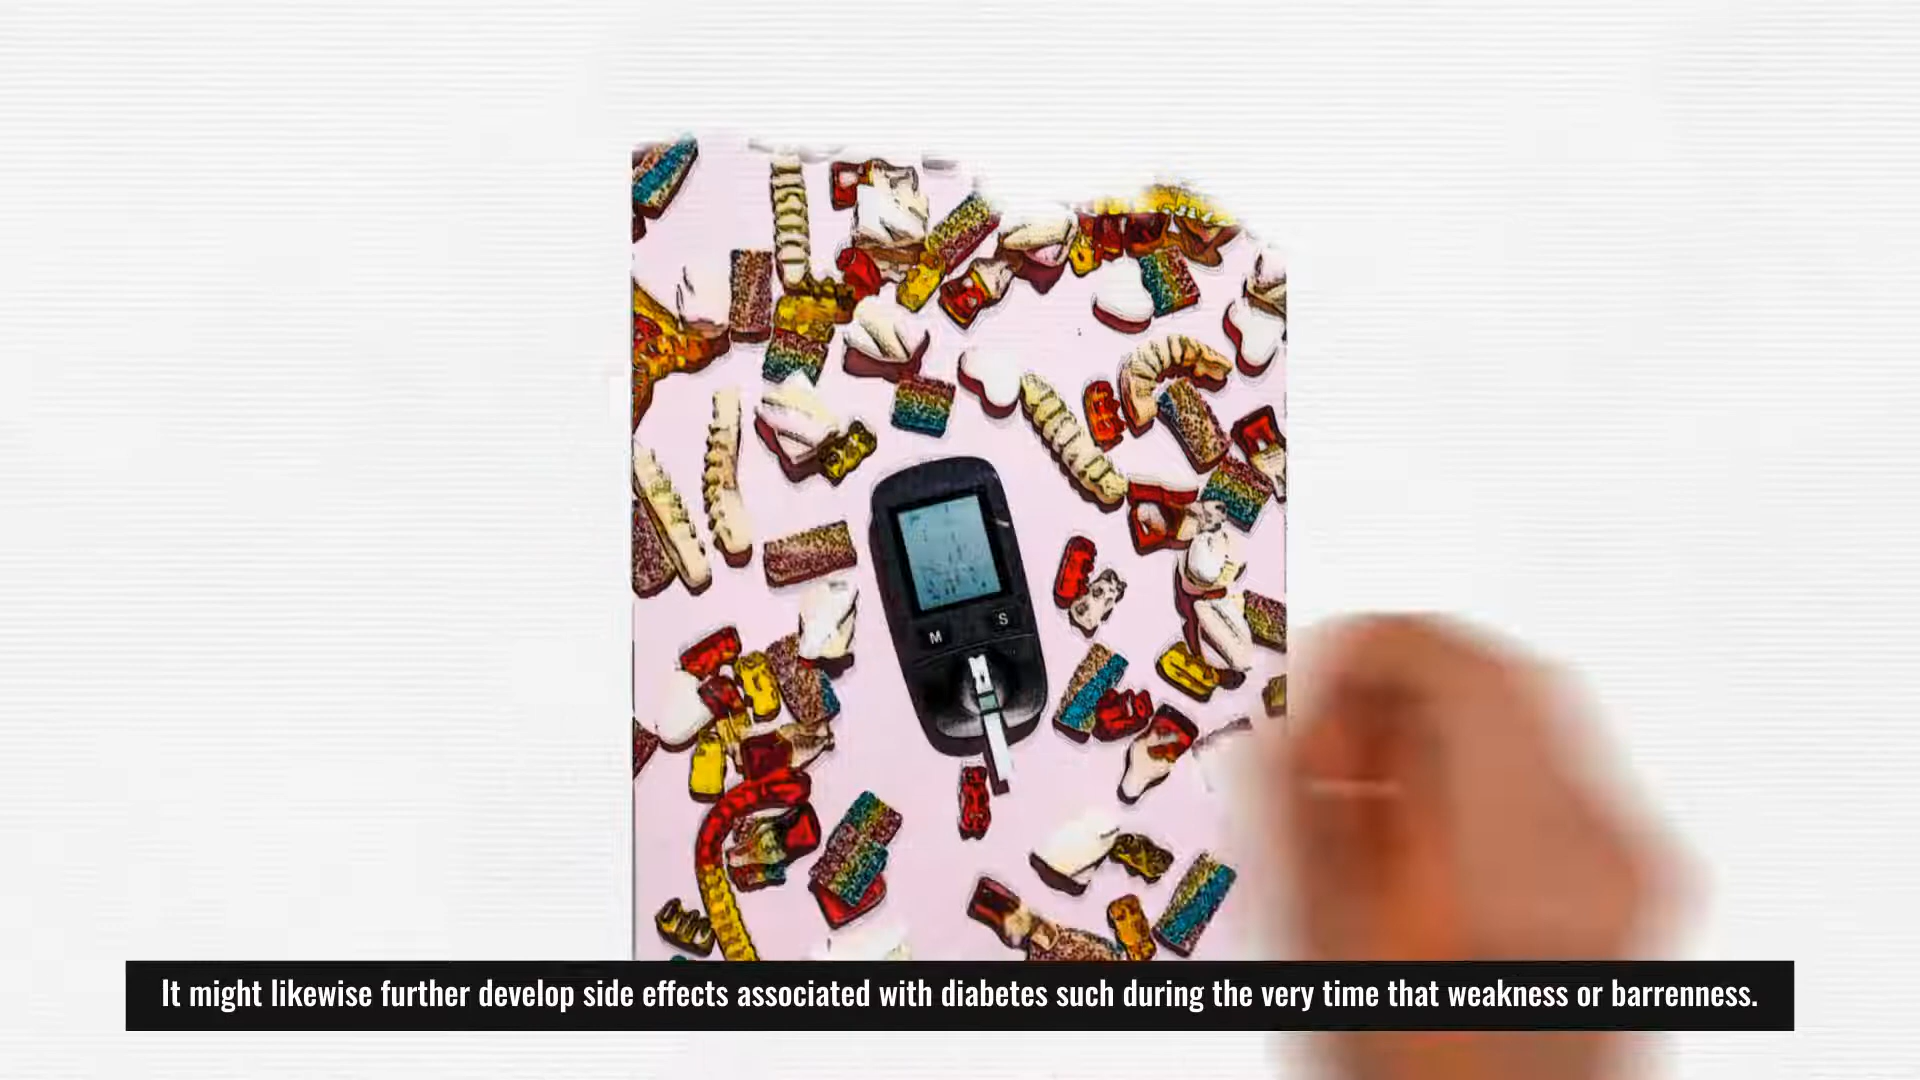 M
S
It might likewise further develop side effects associated with diabetes such during the very time that weakness or barrenness.